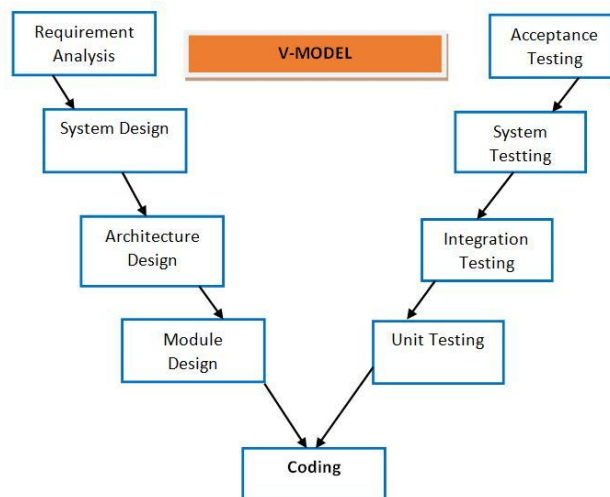 Requirement
Analysis
V-MODEL
Acceptance
Testing
System Design
System
Testting
Architecture
Design
Integration
Testing
Module
Design
Unit Testing
Coding